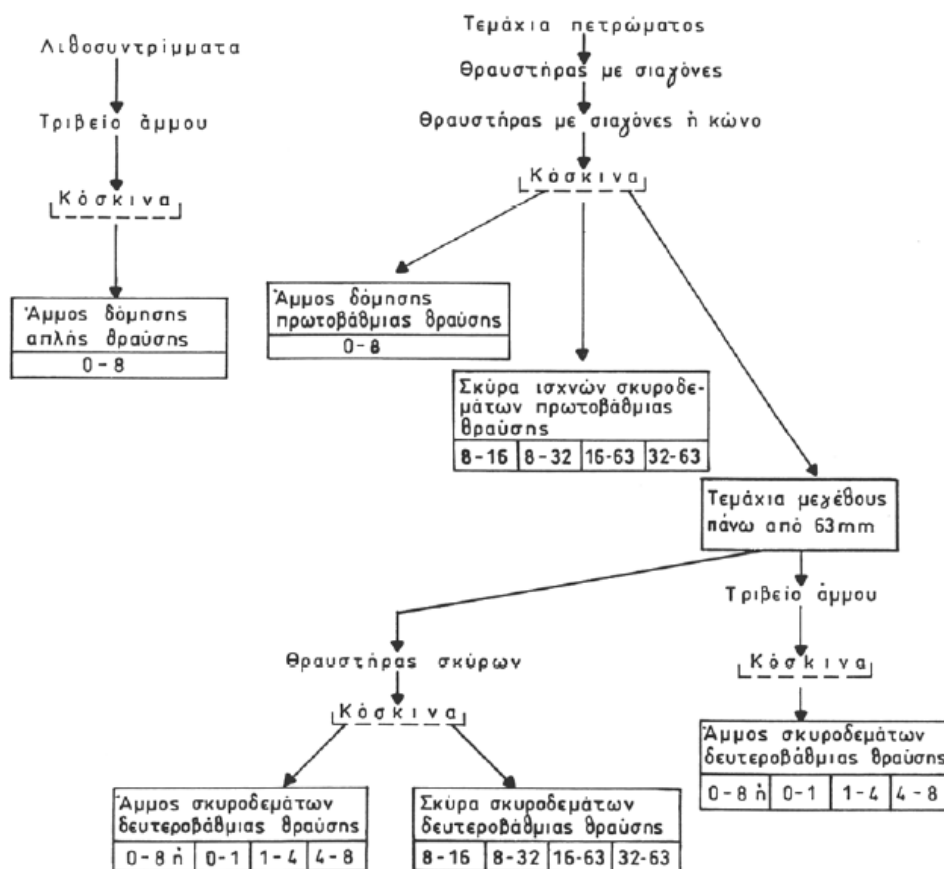 Λιθοσυντρίμματα
Τριβείο άμμου
Κόσκινα
Άμμος δόμησης
απλής θραύσης
0-8
Τεμάχια πετρώματος
Θραυστήρας με σιαγόνες
Θραυστήρας με σιαγόνες ή κώνο
Κόσκινα
Άμμος δόμησης
πρωτοβάθμιας θραύσης
0-8
Σκύρα ισχνών σκυροδε-
μάτων πρωτοβάθμιας
θραύσης
8-16 8-32 16-63 32-63
Τεμάχια μεγέθους
πάνω από 63mm
Τριβείο άμμου
Κόσκινα
Άμμος σκυροδεμάτων
δευτεροβάθμιας θραύσης
0-8 ή 0-1 1-4 4-8
Θραυστήρας σκύρων
Κόσκινα
Άμμος σκυροδεμάτων
δευτεροβάθμιας θραύσης
0-8 ή 0-1 1-4 4-8
Σκύρα σκυροδεμάτων
δευτεροβάθμιας θραύσης
8-16 8-32 16-63 32-63